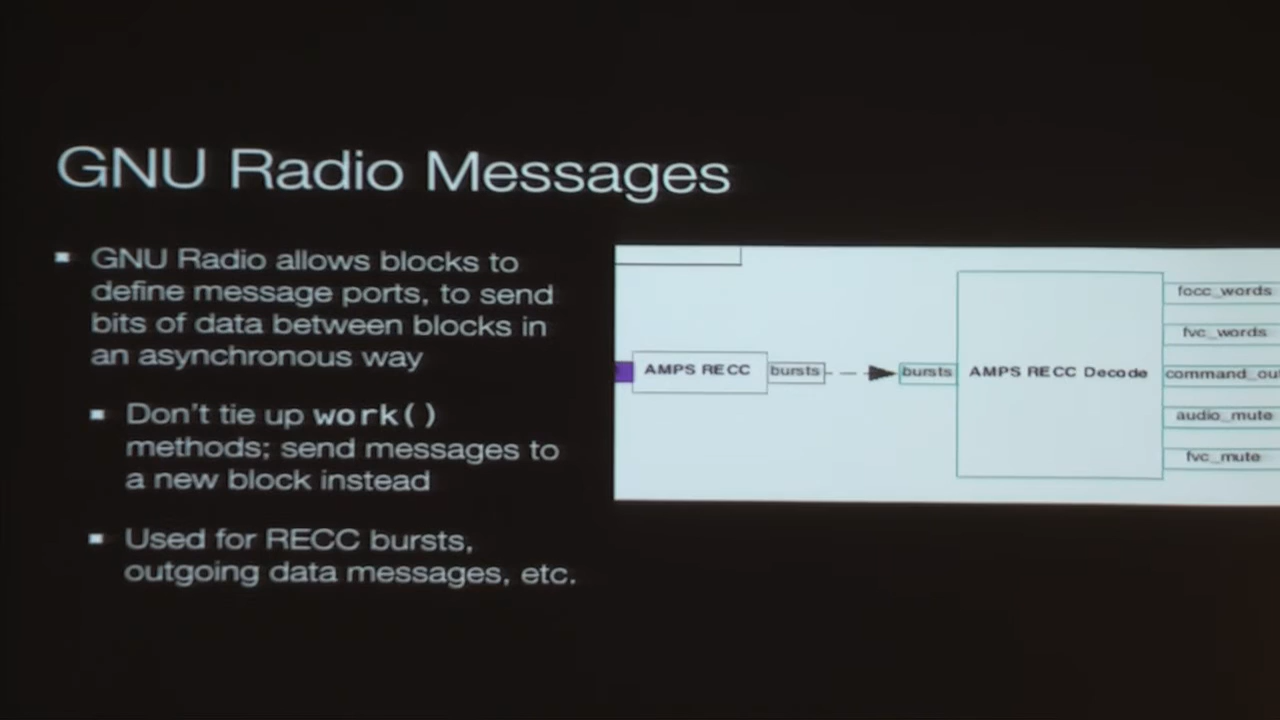 GNU Radio Messages
GNU Radio allows blocks to
define message ports, to send
bits of data between blocks in
an asynchronous way
Don't tie up work()
methods; send messages to
a new block instead
Used for RECC bursts,
outgoing data messages, etc.
AMPS RECC
bursts
bursts
AMPS RECC Decode
focc_words
fvc_words
command_out
audio_mute
fvc_mute